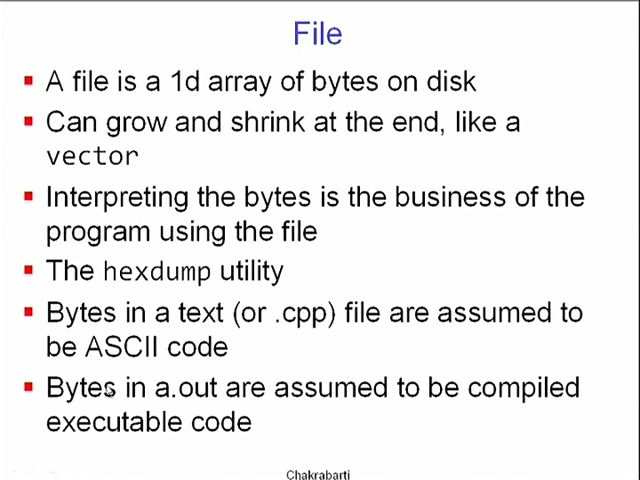 File
A file is a 1d array of bytes on disk
Can grow and shrink at the end, like a
vector
Interpreting the bytes is the business of the
program using the file
The hexdump utility
Bytes in a text (or .cpp) file are assumed to
be ASCII code
Bytes in a.out are assumed to be compiled
executable code
Chakrabarti